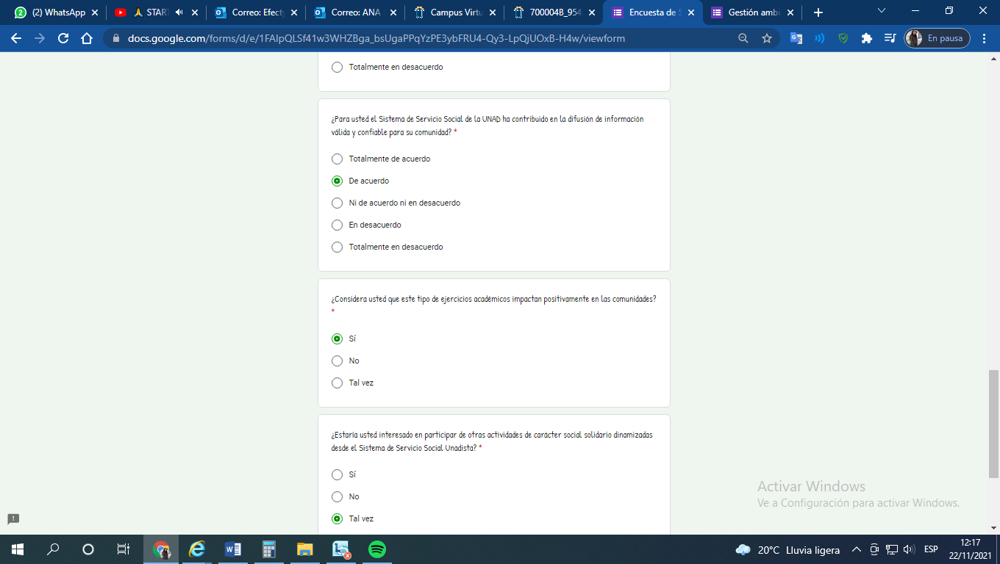 (2) WhatsApp
START
Correo: Efecty
Correo: ANA
Campus Virtu
700004B_954
Encuesta de S
Gestión ambi
docs.google.com/forms/d/e/1FAIpQLSf41w3WHZBga_bsUgaPPqYzPE3ybFRU4-Qy3-LpQjUOxB-H4w/viewform
En pausa
Totalmente en desacuerdo
¿Para usted el Sistema de Servicio Social de la UNAD ha contribuido en la difusión de información
válida y confiable para su comunidad? *
Totalmente de acuerdo
De acuerdo
Ni de acuerdo ni en desacuerdo
En desacuerdo
Totalmente en desacuerdo
¿Considera usted que este tipo de ejercicios académicos impactan positivamente en las comunidades?
*
Sí
No
Tal vez
¿Estaría usted interesado en participar de otras actividades de carácter social solidario dinamizadas
desde el Sistema de Servicio Social Unadista? *
Sí
No
Tal vez
Activar Windows
Ve a Configuración para activar Windows.
20°C Lluvia ligera
ESP
12:17
22/11/2021